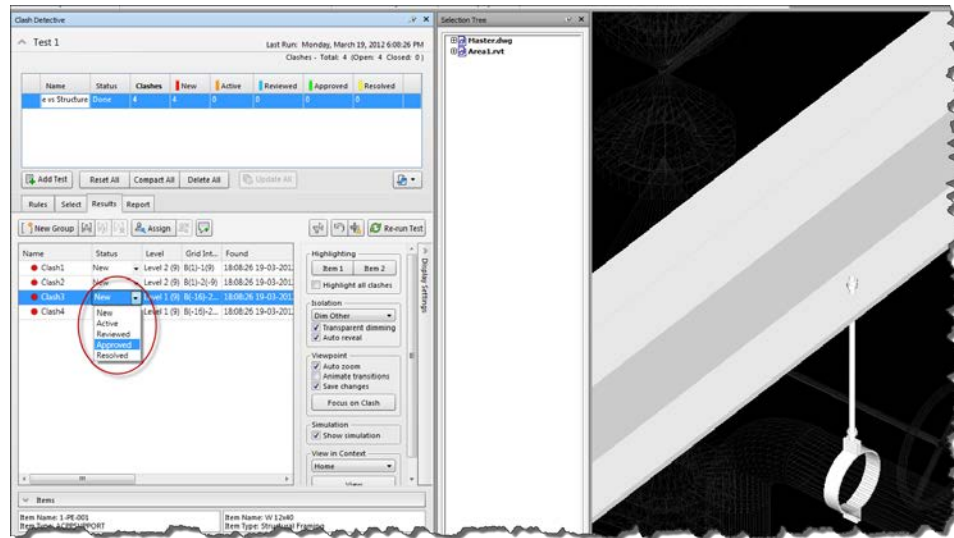 Clash Detective
Selection Tree
Test 1
Last Run: Monday, March 19, 2012 6:08:26 PM
Clashes - Total: 4 (Open: 4 Closed: 0)
Name Status Clashes New Active Reviewed Approved Resolved
e vs Structure Done 4 4 0 0 0 0
Add Test Reset All Compact All Delete All Update All
Rules Select Results Report
New Group Assign Re-run Test
Name Status Level Grid Int... Found
Clash1 New Level 2 (9) B(1)-1(9) 18:08:26 19-03-201
Clash2 New Level 2 (9) B(1)-2(-9) 18:08:26 19-03-201
Clash3 New Level 1 (9) B(-16)-2... 18:08:26 19-03-201
Clash4 Level 1 (9) B(-16)-2... 18:08:26 19-03-201
New
Active
Reviewed
Approved
Resolved
Highlighting
Item 1 Item 2
Highlight all clashes
Isolation
Dim Other
Transparent dimming
Auto reveal
Viewpoint
Auto zoom
Animate transitions
Save changes
Focus on Clash
Simulation
Show simulation
View in Context
Home
View
Display Settings
Items
Item Name: 1-PE-001
Item Type: ACPPSUPPORT
Item Name: W 12x40
Item Type: Structural Framing
Master.dwg
Area1.rvt